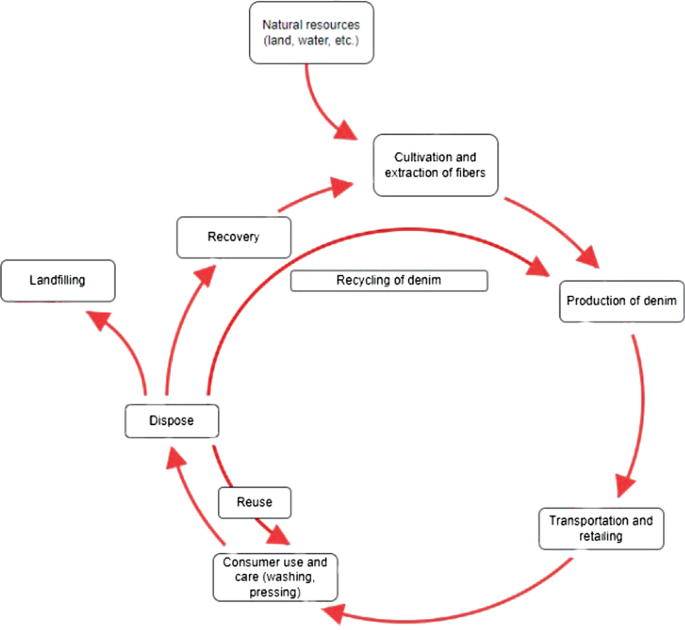 Natural resources
(land, water, etc.)
Cultivation and
extraction of fibers
Recovery
Landfilling
Recycling of denim
Production of denim
Dispose
Reuse
Transportation and
retailing
Consumer use and
care (washing,
pressing)